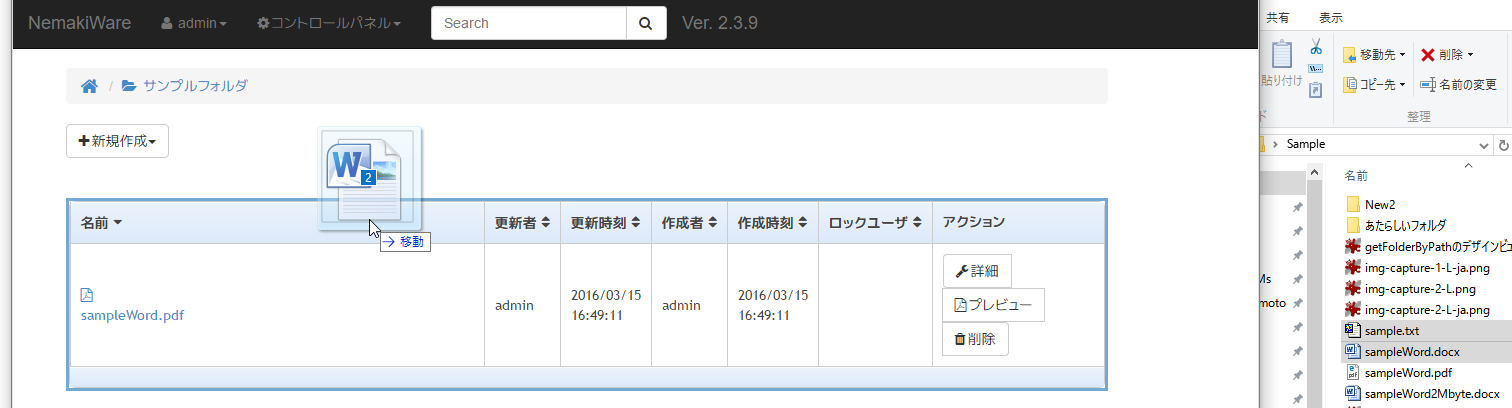 NemakiWare admin コントロールパネル Search Ver. 2.3.9
/ サンプルフォルダ
+新規作成
W
2
→ 移動
名前 更新者 更新時刻 作成者 作成時刻 ロックユーザ アクション
sampleWord.pdf
admin
2016/03/15
16:49:11
admin
2016/03/15
16:49:11
詳細
プレビュー
削除
共有 表示
貼り付け
移動先
コピー先
削除
名前の変更
ド
整理
Sample
Ms
moto
名前
New2
あたらしいフォルダ
getFolderByPathのデザインビュ
img-capture-1-L-ja.png
img-capture-2-L.png
img-capture-2-L-ja.png
sample.txt
sampleWord.docx
sampleWord.pdf
sampleWord2Mbyte.docx